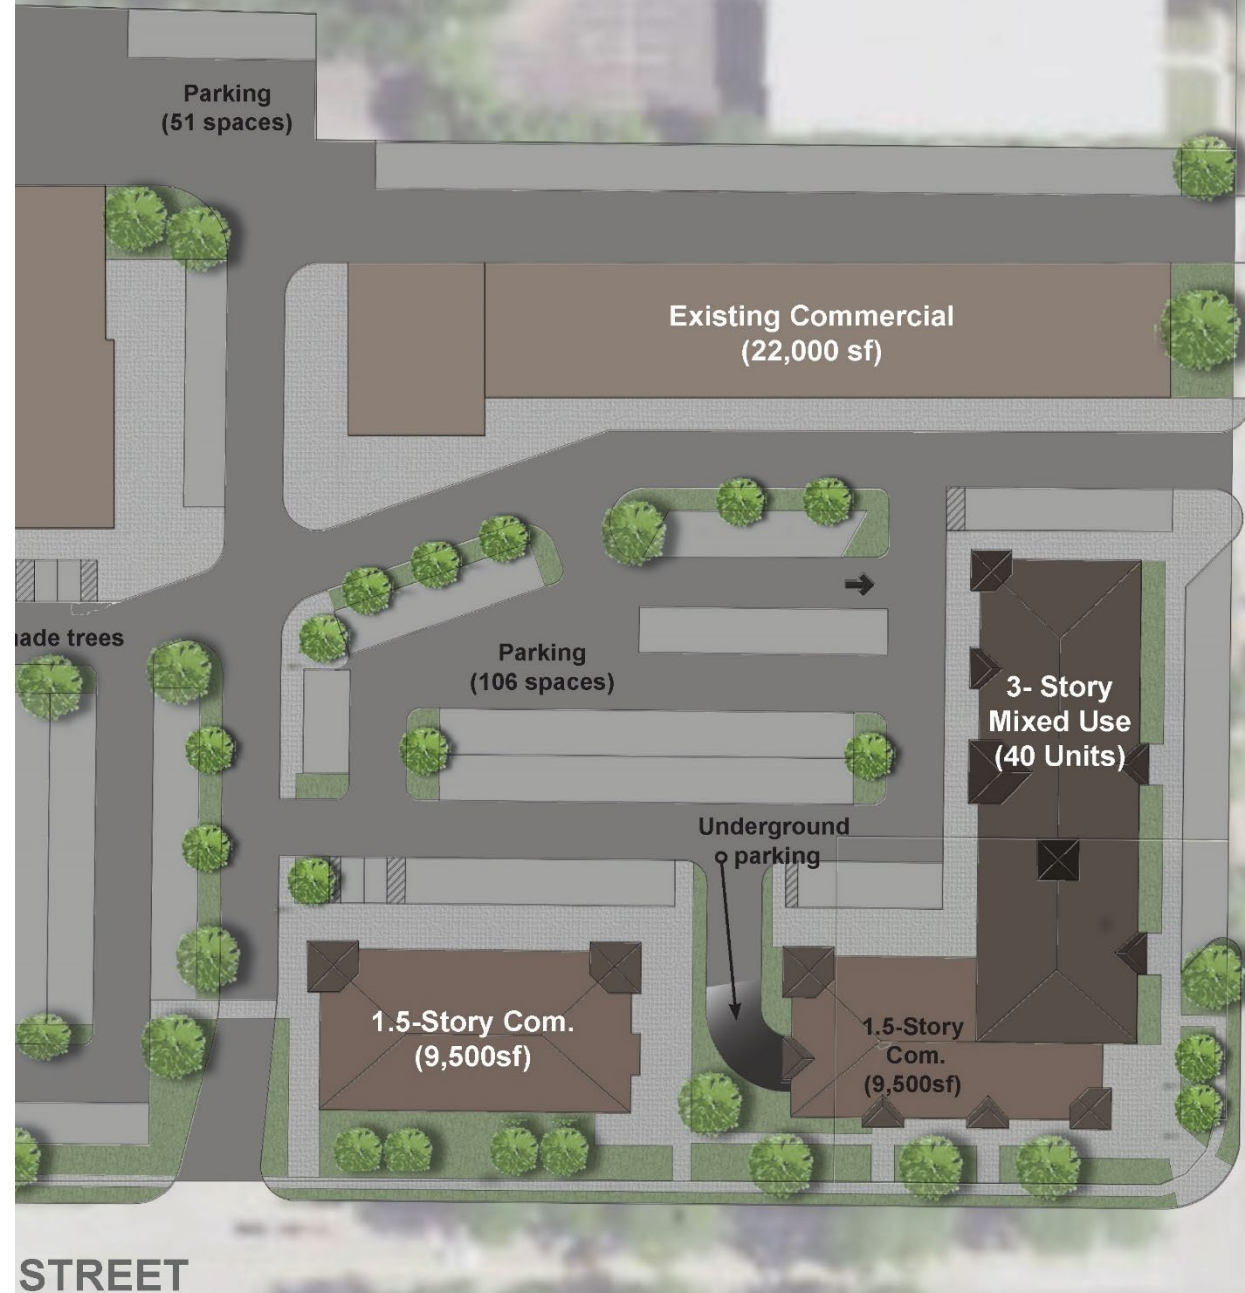 Parking
(51 spaces)
Existing Commercial
(22,000 sf)
trees
Parking
(106 spaces)
3- Story
Mixed Use
(40 Units)
Underground
parking
1.5-Story Com.
(9,500sf)
1.5-Story
Com.
(9,500sf)
STREET